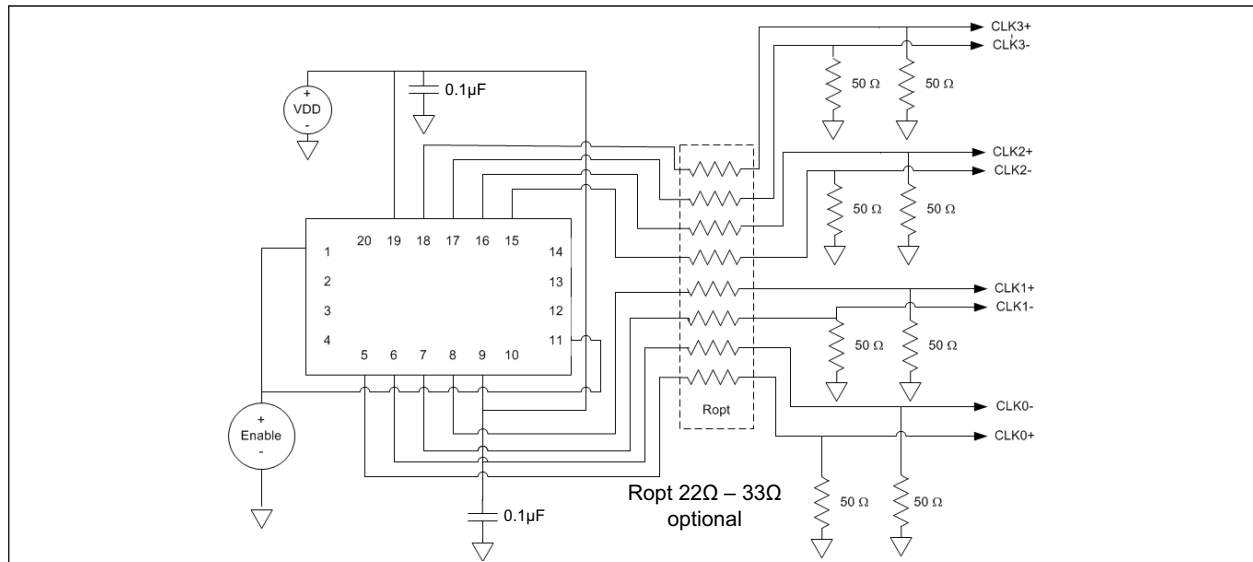 CLK3+
CLK3-
50 Ω
50 Ω
+
VDD
-
0.1µF
CLK2+
CLK2-
50 Ω
50 Ω
20 19 18 17 16 15
1
2
3
4
14
13
12
11
5 6 7 8 9 10
CLK1+
CLK1-
50 Ω
50 Ω
Ropt
+
Enable
-
CLK0-
CLK0+
50 Ω
50 Ω
Ropt 22Ω – 33Ω
optional
0.1µF